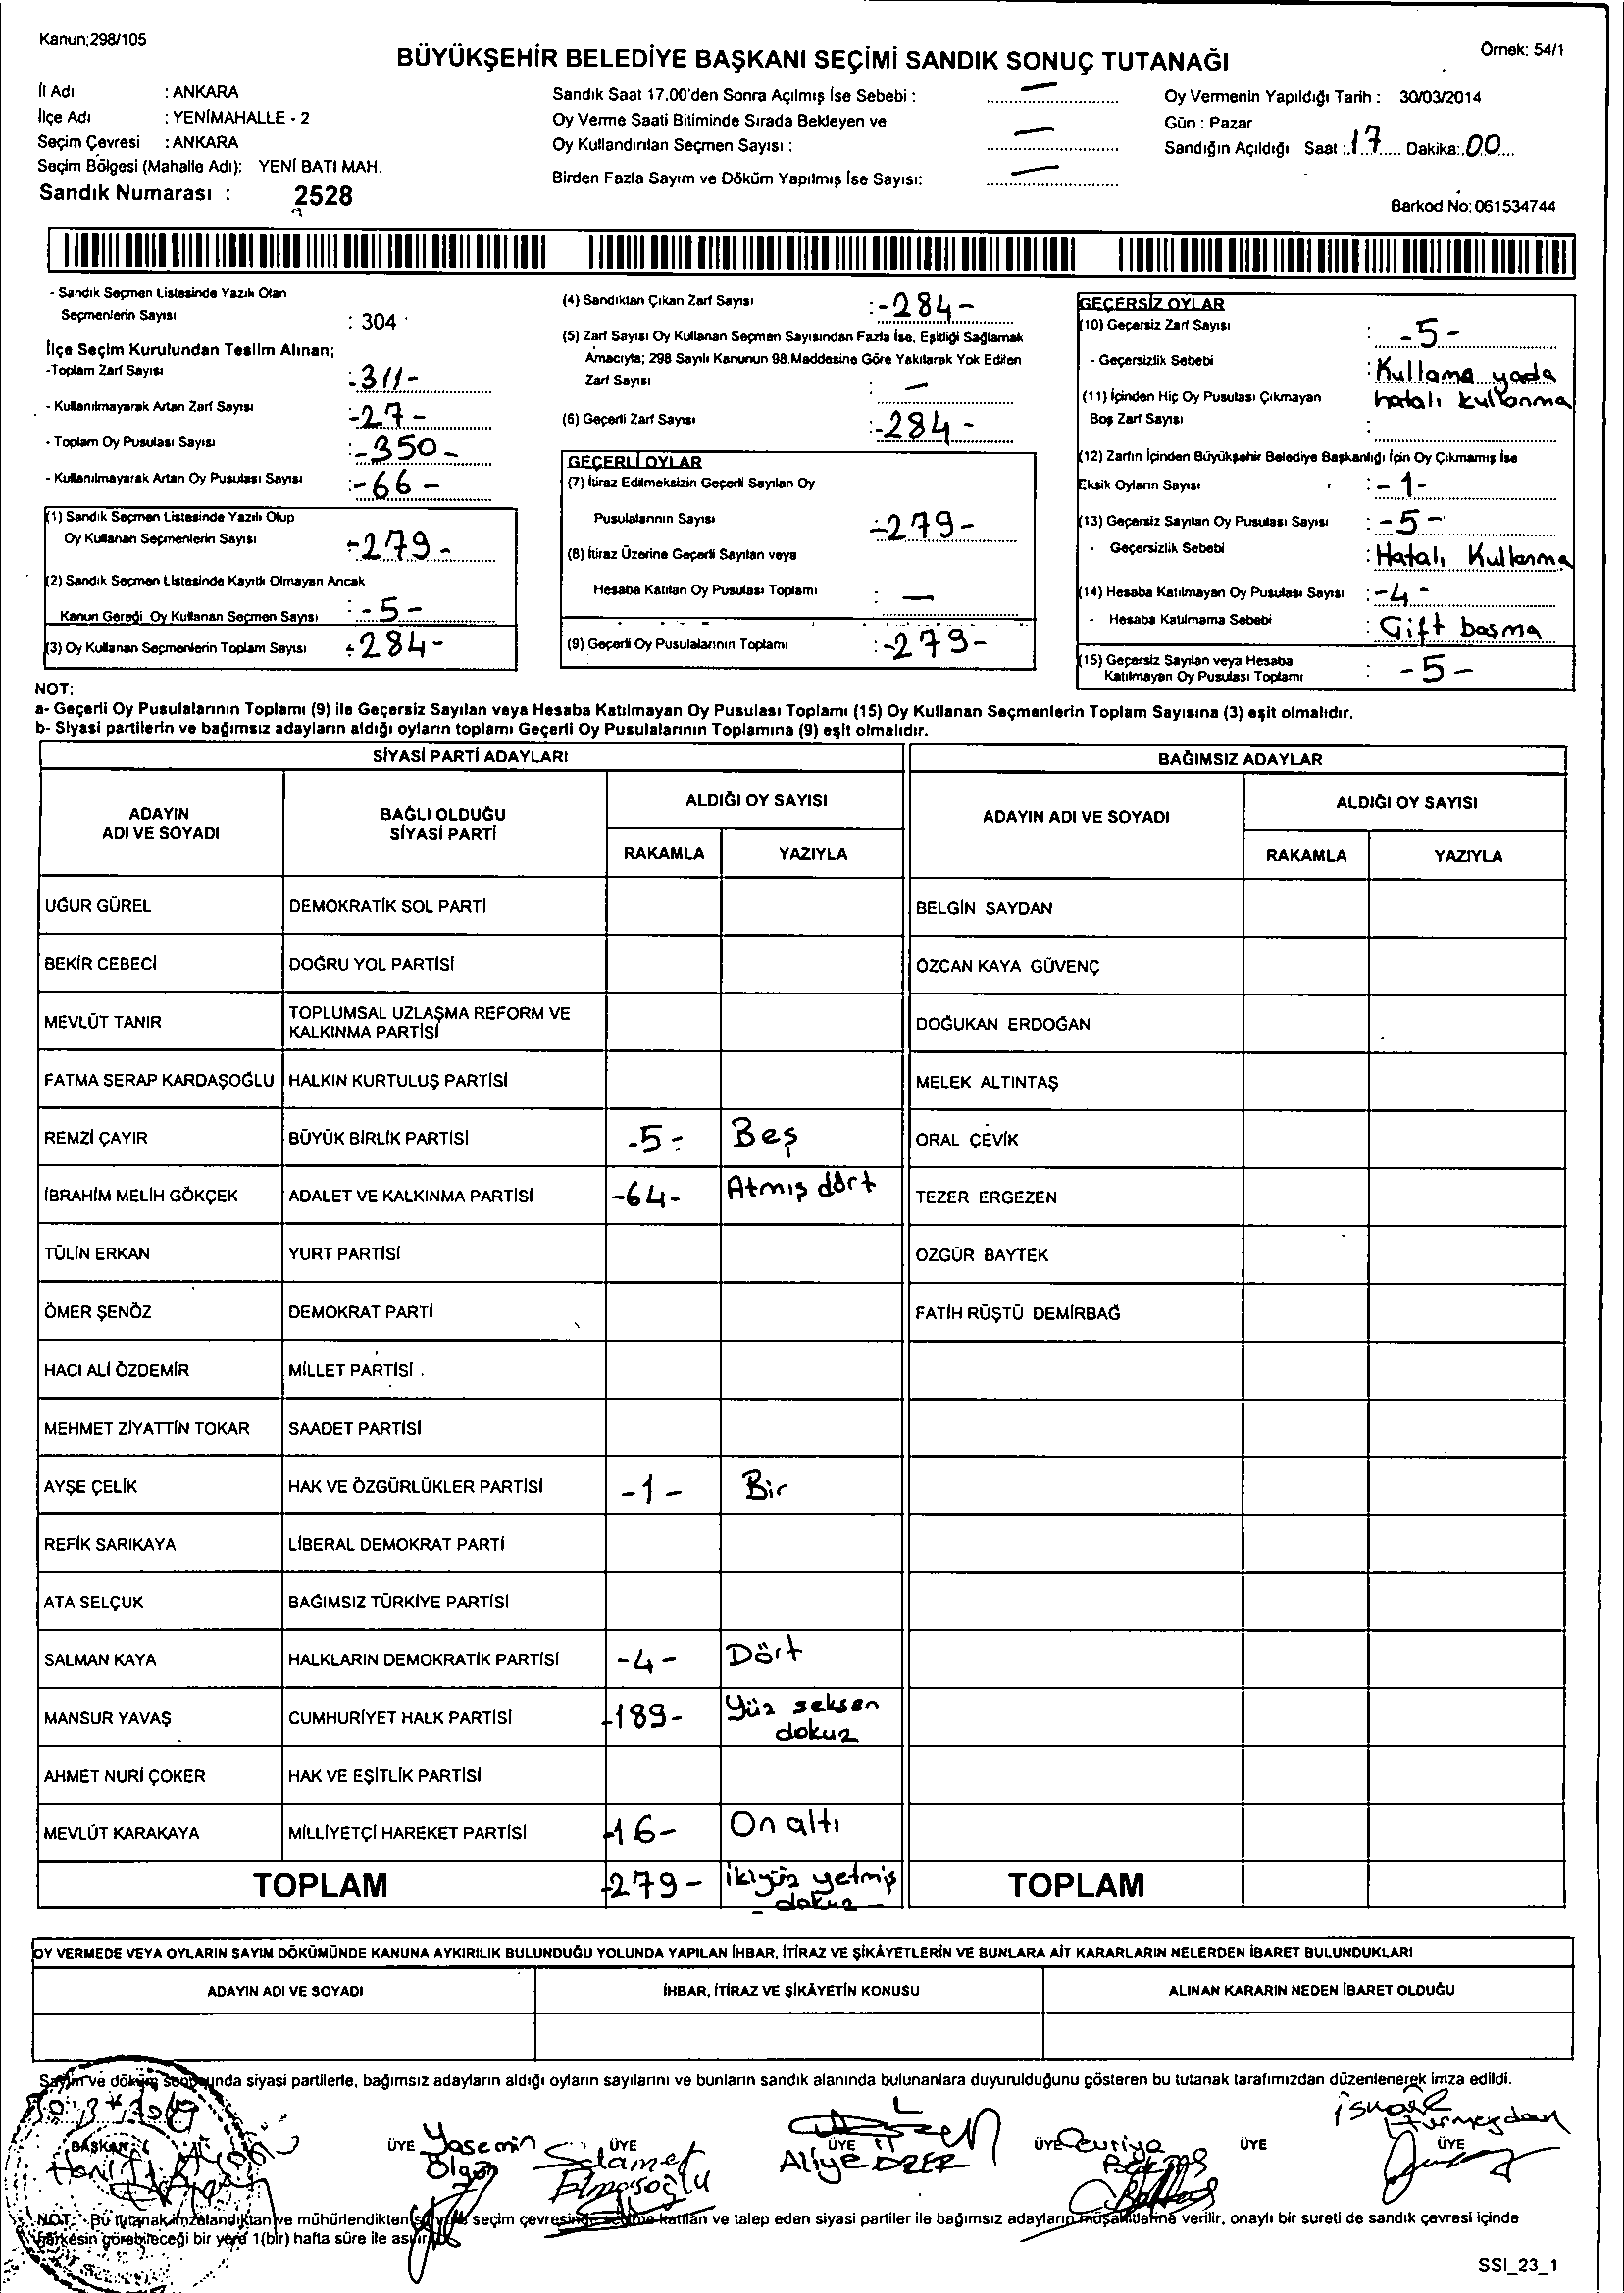 Kanun;298/105
Örnek: 54/1
BÜYÜKŞEHİR BELEDİYE BAŞKANI SEÇİMİ SANDIK SONUÇ TUTANAĞI
İl Adı : ANKARA
İlçe Adı : YENİMAHALLE - 2
Seçim Çevresi : ANKARA
Seçim Bölgesi (Mahalle Adı): YENİ BATI MAH.
Sandık Numarası : 2528
Sandık Saat 17.00'den Sonra Açılmış İse Sebebi : —
Oy Verme Saati Bitiminde Sırada Bekleyen ve
Oy Kullandırılan Seçmen Sayısı : —
Birden Fazla Sayım ve Döküm Yapılmış İse Sayısı: —
Oy Vermenin Yapıldığı Tarih : 30/03/2014
Gün : Pazar
Sandığın Açıldığı Saat : 17 Dakika: 00
Barkod No: 061534744
- Sandık Seçmen Listesinde Yazılı Olan
Seçmenlerin Sayısı : 304
İlçe Seçim Kurulundan Teslim Alınan;
-Toplam Zarf Sayısı : -311-
- Kullanılmayarak Artan Zarf Sayısı : -27-
- Toplam Oy Pusulası Sayısı : -350-
- Kullanılmayarak Artan Oy Pusulası Sayısı : -66-
(1) Sandık Seçmen Listesinde Yazılı Olup
Oy Kullanan Seçmenlerin Sayısı : -279-
(2) Sandık Seçmen Listesinde Kayıtlı Olmayan Ancak
Kanun Gereği Oy Kullanan Seçmen Sayısı : -5-
(3) Oy Kullanan Seçmenlerin Toplam Sayısı : -284-
(4) Sandıktan Çıkan Zarf Sayısı : -284-
(5) Zarf Sayısı Oy Kullanan Seçmen Sayısından Fazla İse, Eşitliği Sağlamak
Amacıyla; 298 Sayılı Kanunun 98.Maddesine Göre Yakılarak Yok Edilen
Zarf Sayısı : —
(6) Geçerli Zarf Sayısı : -284-
GEÇERLİ OYLAR
(7) İtiraz Edilmeksizin Geçerli Sayılan Oy
Pusulalarının Sayısı : -279-
(8) İtiraz Üzerine Geçerli Sayılan veya
Hesaba Katılan Oy Pusulası Toplamı : —
(9) Geçerli Oy Pusulalarının Toplamı : -279-
GEÇERSİZ OYLAR
(10) Geçersiz Zarf Sayısı : -5-
- Geçersizlik Sebebi : Kullama yada
hatalı kullanma
(11) İçinden Hiç Oy Pusulası Çıkmayan
Boş Zarf Sayısı :
(12) Zarfın İçinden Büyükşehir Belediye Başkanlığı İçin Oy Çıkmamış İse
Eksik Oyların Sayısı : -1-
(13) Geçersiz Sayılan Oy Pusulası Sayısı : -5-
- Geçersizlik Sebebi : Hatalı Kullanma
(14) Hesaba Katılmayan Oy Pusulası Sayısı : -4-
- Hesaba Katılmama Sebebi : Gift basma
(15) Geçersiz Sayılan veya Hesaba
Katılmayan Oy Pusulası Toplamı : -5-
NOT:
a- Geçerli Oy Pusulalarının Toplamı (9) ile Geçersiz Sayılan veya Hesaba Katılmayan Oy Pusulası Toplamı (15) Oy Kullanan Seçmenlerin Toplam Sayısına (3) eşit olmalıdır.
b- Siyasi partilerin ve bağımsız adayların aldığı oyların toplamı Geçerli Oy Pusulalarının Toplamına (9) eşit olmalıdır.
SİYASİ PARTİ ADAYLARI BAĞIMSIZ ADAYLAR
ADAYIN
ADI VE SOYADI
BAĞLI OLDUĞU
SİYASİ PARTİ
ALDIĞI OY SAYISI
RAKAMLA YAZIYLA
ADAYIN ADI VE SOYADI
ALDIĞI OY SAYISI
RAKAMLA YAZIYLA
UĞUR GÜREL DEMOKRATİK SOL PARTİ BELGİN SAYDAN
BEKİR CEBECİ DOĞRU YOL PARTİSİ ÖZCAN KAYA GÜVENÇ
MEVLÜT TANIR TOPLUMSAL UZLAŞMA REFORM VE
KALKINMA PARTİSİ DOĞUKAN ERDOĞAN
FATMA SERAP KARDAŞOĞLU HALKIN KURTULUŞ PARTİSİ MELEK ALTINTAŞ
REMZİ ÇAYIR BÜYÜK BİRLİK PARTİSİ -5- Beş ORAL ÇEVİK
İBRAHİM MELİH GÖKÇEK ADALET VE KALKINMA PARTİSİ -64- Atmış dört TEZER ERGEZEN
TÜLİN ERKAN YURT PARTİSİ ÖZGÜR BAYTEK
ÖMER ŞENÖZ DEMOKRAT PARTİ FATİH RÜŞTÜ DEMİRBAĞ
HACI ALİ ÖZDEMİR MİLLET PARTİSİ
MEHMET ZİYATTİN TOKAR SAADET PARTİSİ
AYŞE ÇELİK HAK VE ÖZGÜRLÜKLER PARTİSİ -1- Bir
REFİK SARIKAYA LİBERAL DEMOKRAT PARTİ
ATA SELÇUK BAĞIMSIZ TÜRKİYE PARTİSİ
SALMAN KAYA HALKLARIN DEMOKRATİK PARTİSİ -4- Dört
MANSUR YAVAŞ CUMHURİYET HALK PARTİSİ -189- Yüz seksen
dokuz
AHMET NURİ ÇOKER HAK VE EŞİTLİK PARTİSİ
MEVLÜT KARAKAYA MİLLİYETÇİ HAREKET PARTİSİ -16- On altı
TOPLAM -279- İkiyüz yetmiş
- dokuz -
TOPLAM
OY VERMEDE VEYA OYLARIN SAYIM DÖKÜMÜNDE KANUNA AYKIRILIK BULUNDUĞU YOLUNDA YAPILAN İHBAR, İTİRAZ VE ŞİKÂYETLERİN VE BUNLARA AİT KARARLARIN NELERDEN İBARET BULUNDUKLARI
ADAYIN ADI VE SOYADI İHBAR, İTİRAZ VE ŞİKÂYETİN KONUSU ALINAN KARARIN NEDEN İBARET OLDUĞU
Sayım ve döküm sonucunda siyasi partilerle, bağımsız adayların aldığı oyların sayılarını ve bunların sandık alanında bulunanlara duyurulduğunu gösteren bu tutanak tarafımızdan düzenlenerek imza edildi.
BAŞKAN ÜYE Yasemin ÜYE Selamet ÜYE Aliye ÖZER ÜYE ÜYE ÜYE
NOT: Bu tutanak imzalandıktan ve mühürlendikten seçim çevresinde katılan ve talep eden siyasi partiler ile bağımsız adayların müşahitlerine verilir, onaylı bir sureti de sandık çevresi içinde
herkesin görebileceği bir yere 1(bir) hafta süre ile asılır.
SSI_23_1